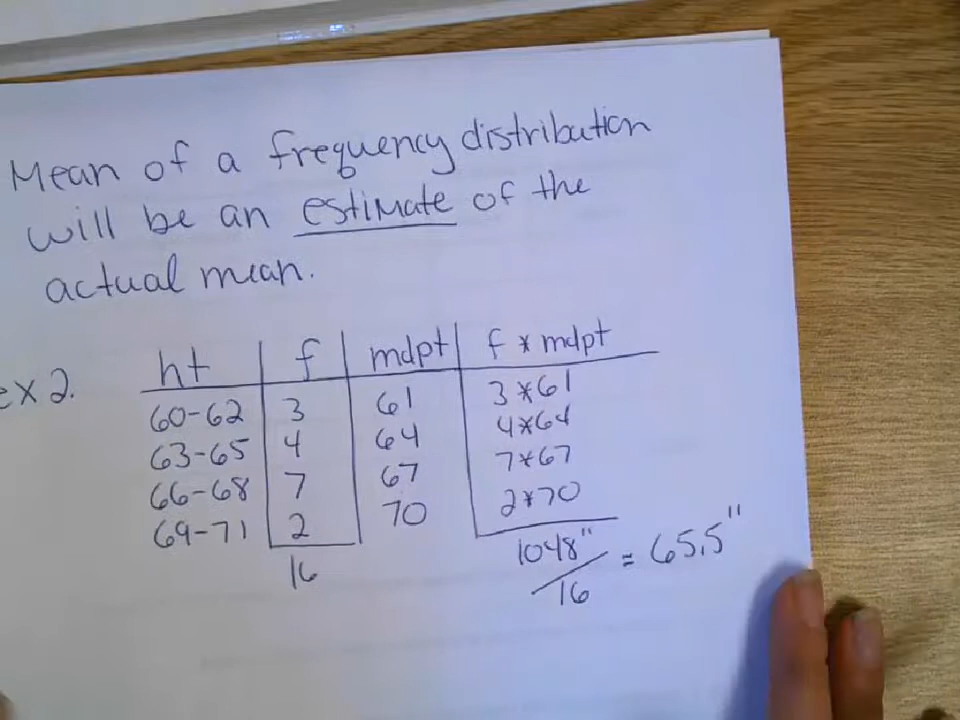 Mean of a frequency distribution
will be an estimate of the
actual mean.
ex 2. ht f mdpt f * mdpt
60-62 3 61 3*61
63-65 4 64 4*64
66-68 7 67 7*67
69-71 2 70 2*70
16 1048"/16 = 65.5"